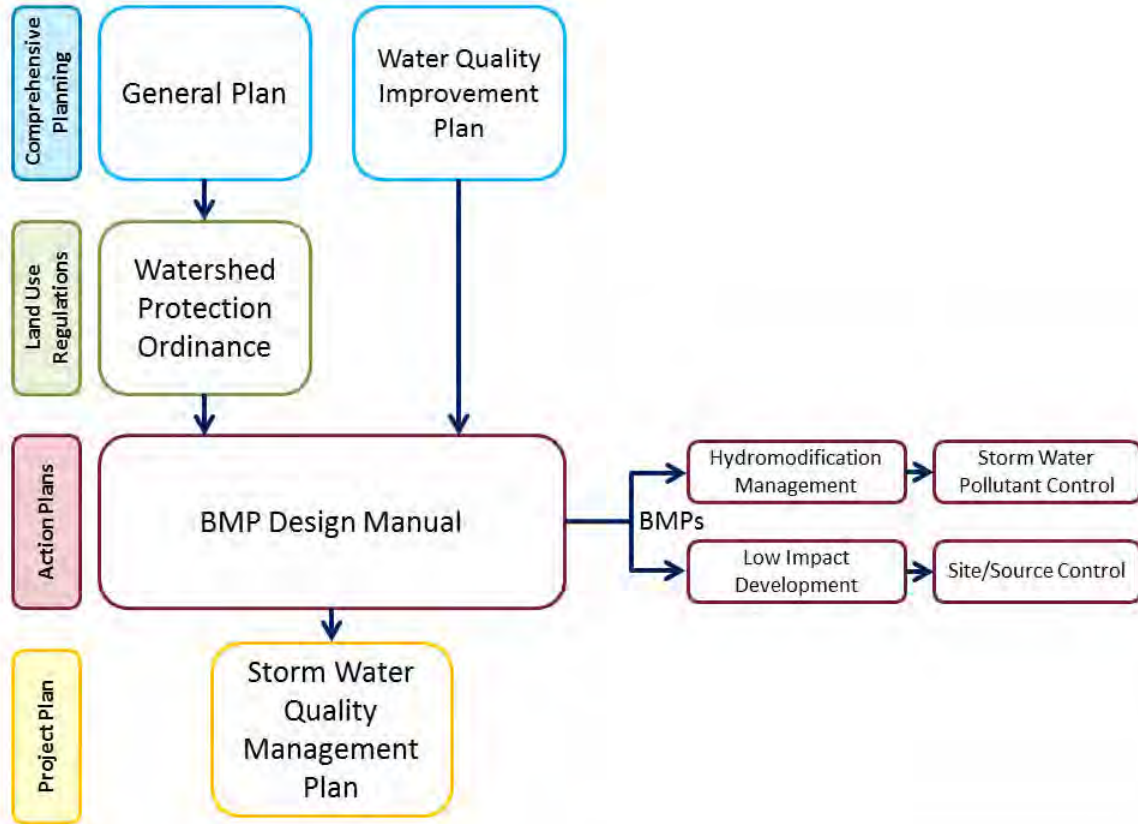 Comprehensive
Planning
General Plan
Water Quality
Improvement
Plan
Land Use
Regulations
Watershed
Protection
Ordinance
Action Plans
BMP Design Manual
BMPs
Hydromodification
Management
Storm Water
Pollutant Control
Low Impact
Development
Site/Source Control
Project Plan
Storm Water
Quality
Management
Plan